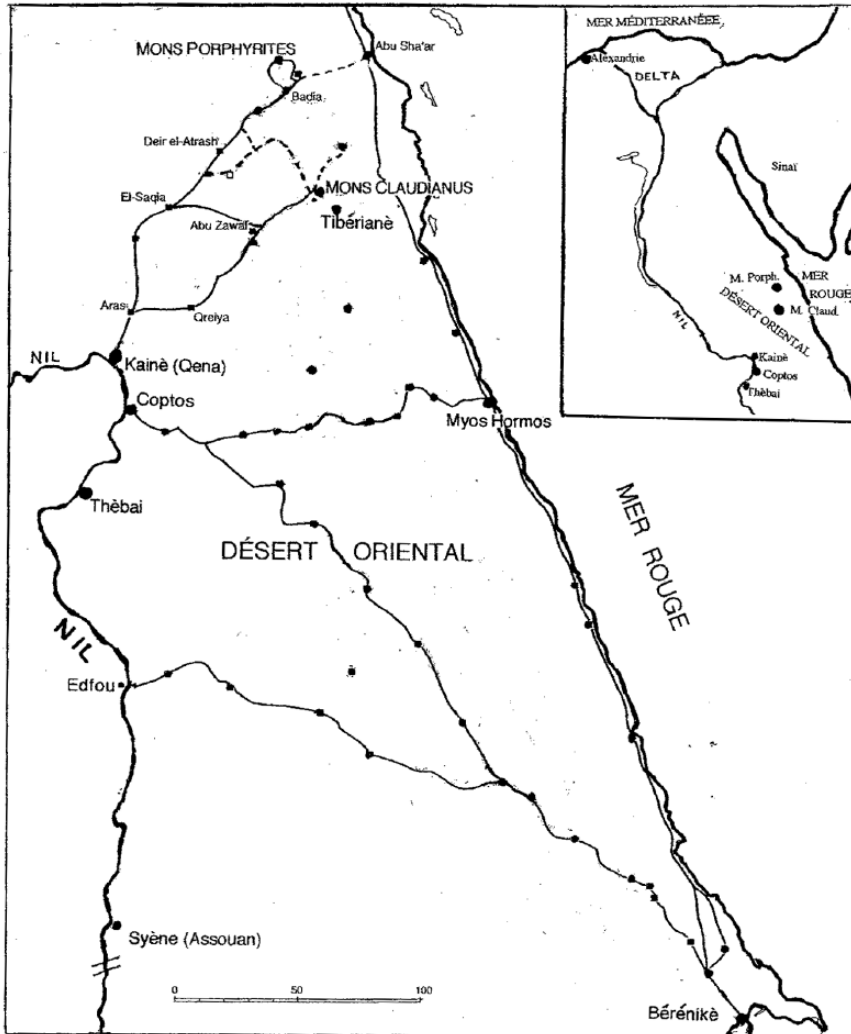 MONS PORPHYRITES
Abu Sha'ar
Badia
Deir el-Atrash
MONS CLAUDIANUS
El-Saqia
Abu Zawal
Tibérianè
Aras
Qreiya
NIL
Kainè (Qena)
Coptos
Myos Hormos
Thèbai
DÉSERT ORIENTAL
MER ROUGE
NIL
Edfou
Syène (Assouan)
0 50 100
Bérénikè
MER MÉDITERRANÉEE
Alexandrie
DELTA
Sinaï
M. Porph.
MER
ROUGE
M. Claud.
DÉSERT ORIENTAL
NIL
Kainè
Coptos
Thèbai